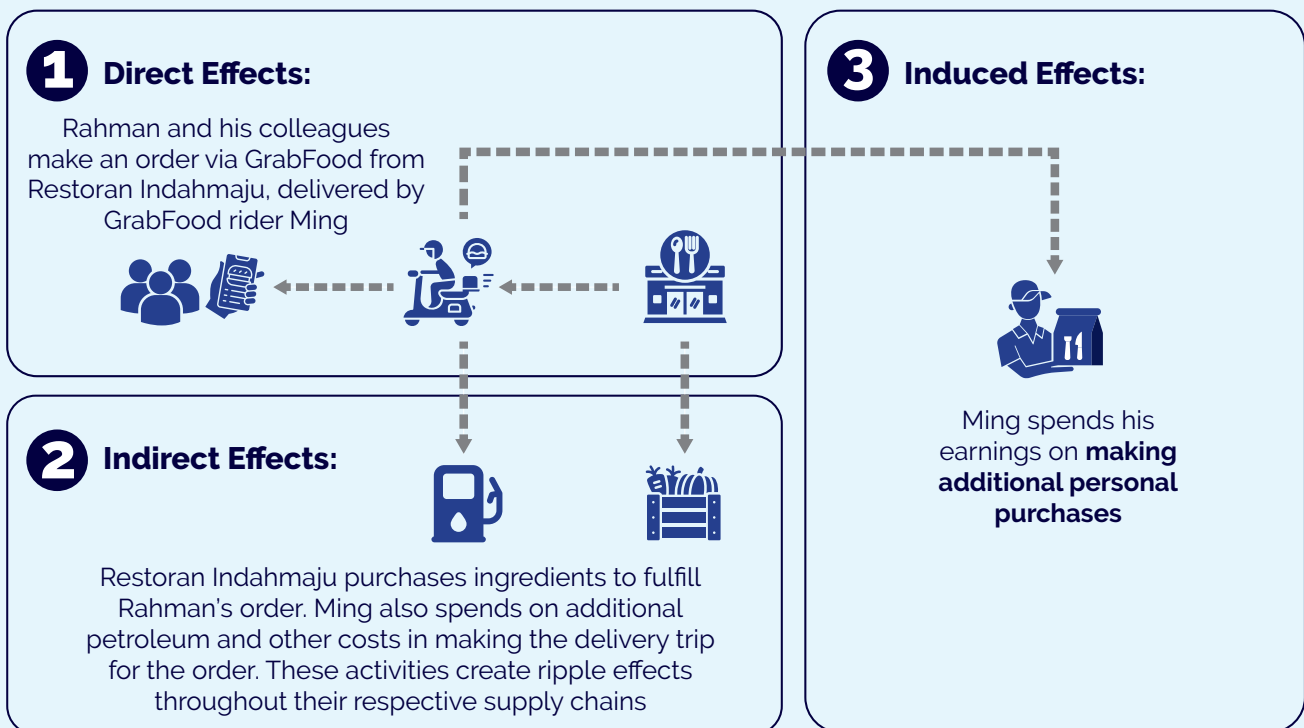 1 Direct Effects:
Rahman and his colleagues
make an order via GrabFood from
Restoran Indahmaju, delivered by
GrabFood rider Ming
2 Indirect Effects:
Restoran Indahmaju purchases ingredients to fulfill
Rahman's order. Ming also spends on additional
petroleum and other costs in making the delivery trip
for the order. These activities create ripple effects
throughout their respective supply chains
3 Induced Effects:
Ming spends his
earnings on making
additional personal
purchases